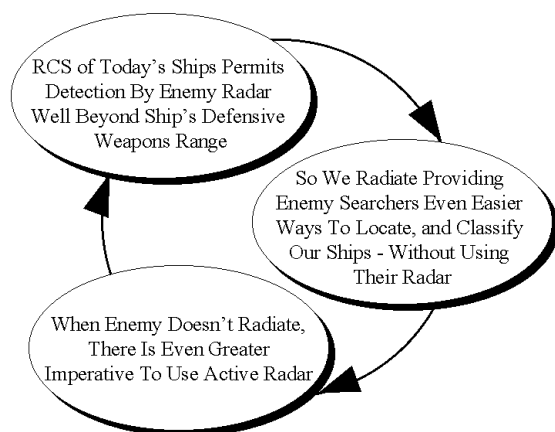 RCS of Today's Ships Permits
Detection By Enemy Radar
Well Beyond Ship's Defensive
Weapons Range
So We Radiate Providing
Enemy Searchers Even Easier
Ways To Locate, and Classify
Our Ships - Without Using
Their Radar
When Enemy Doesn't Radiate,
There Is Even Greater
Imperative To Use Active Radar